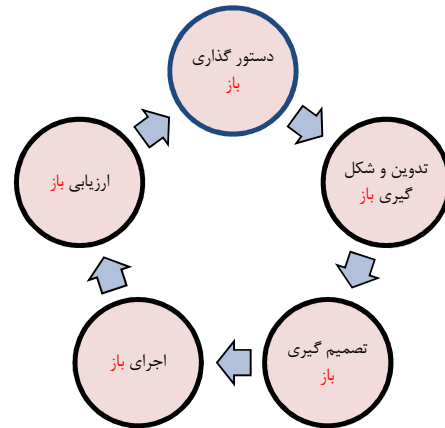 دستور گذاری
باز
تدوین و شکل
گیری باز
تصمیم گیری
باز
اجرای باز
ارزیابی باز